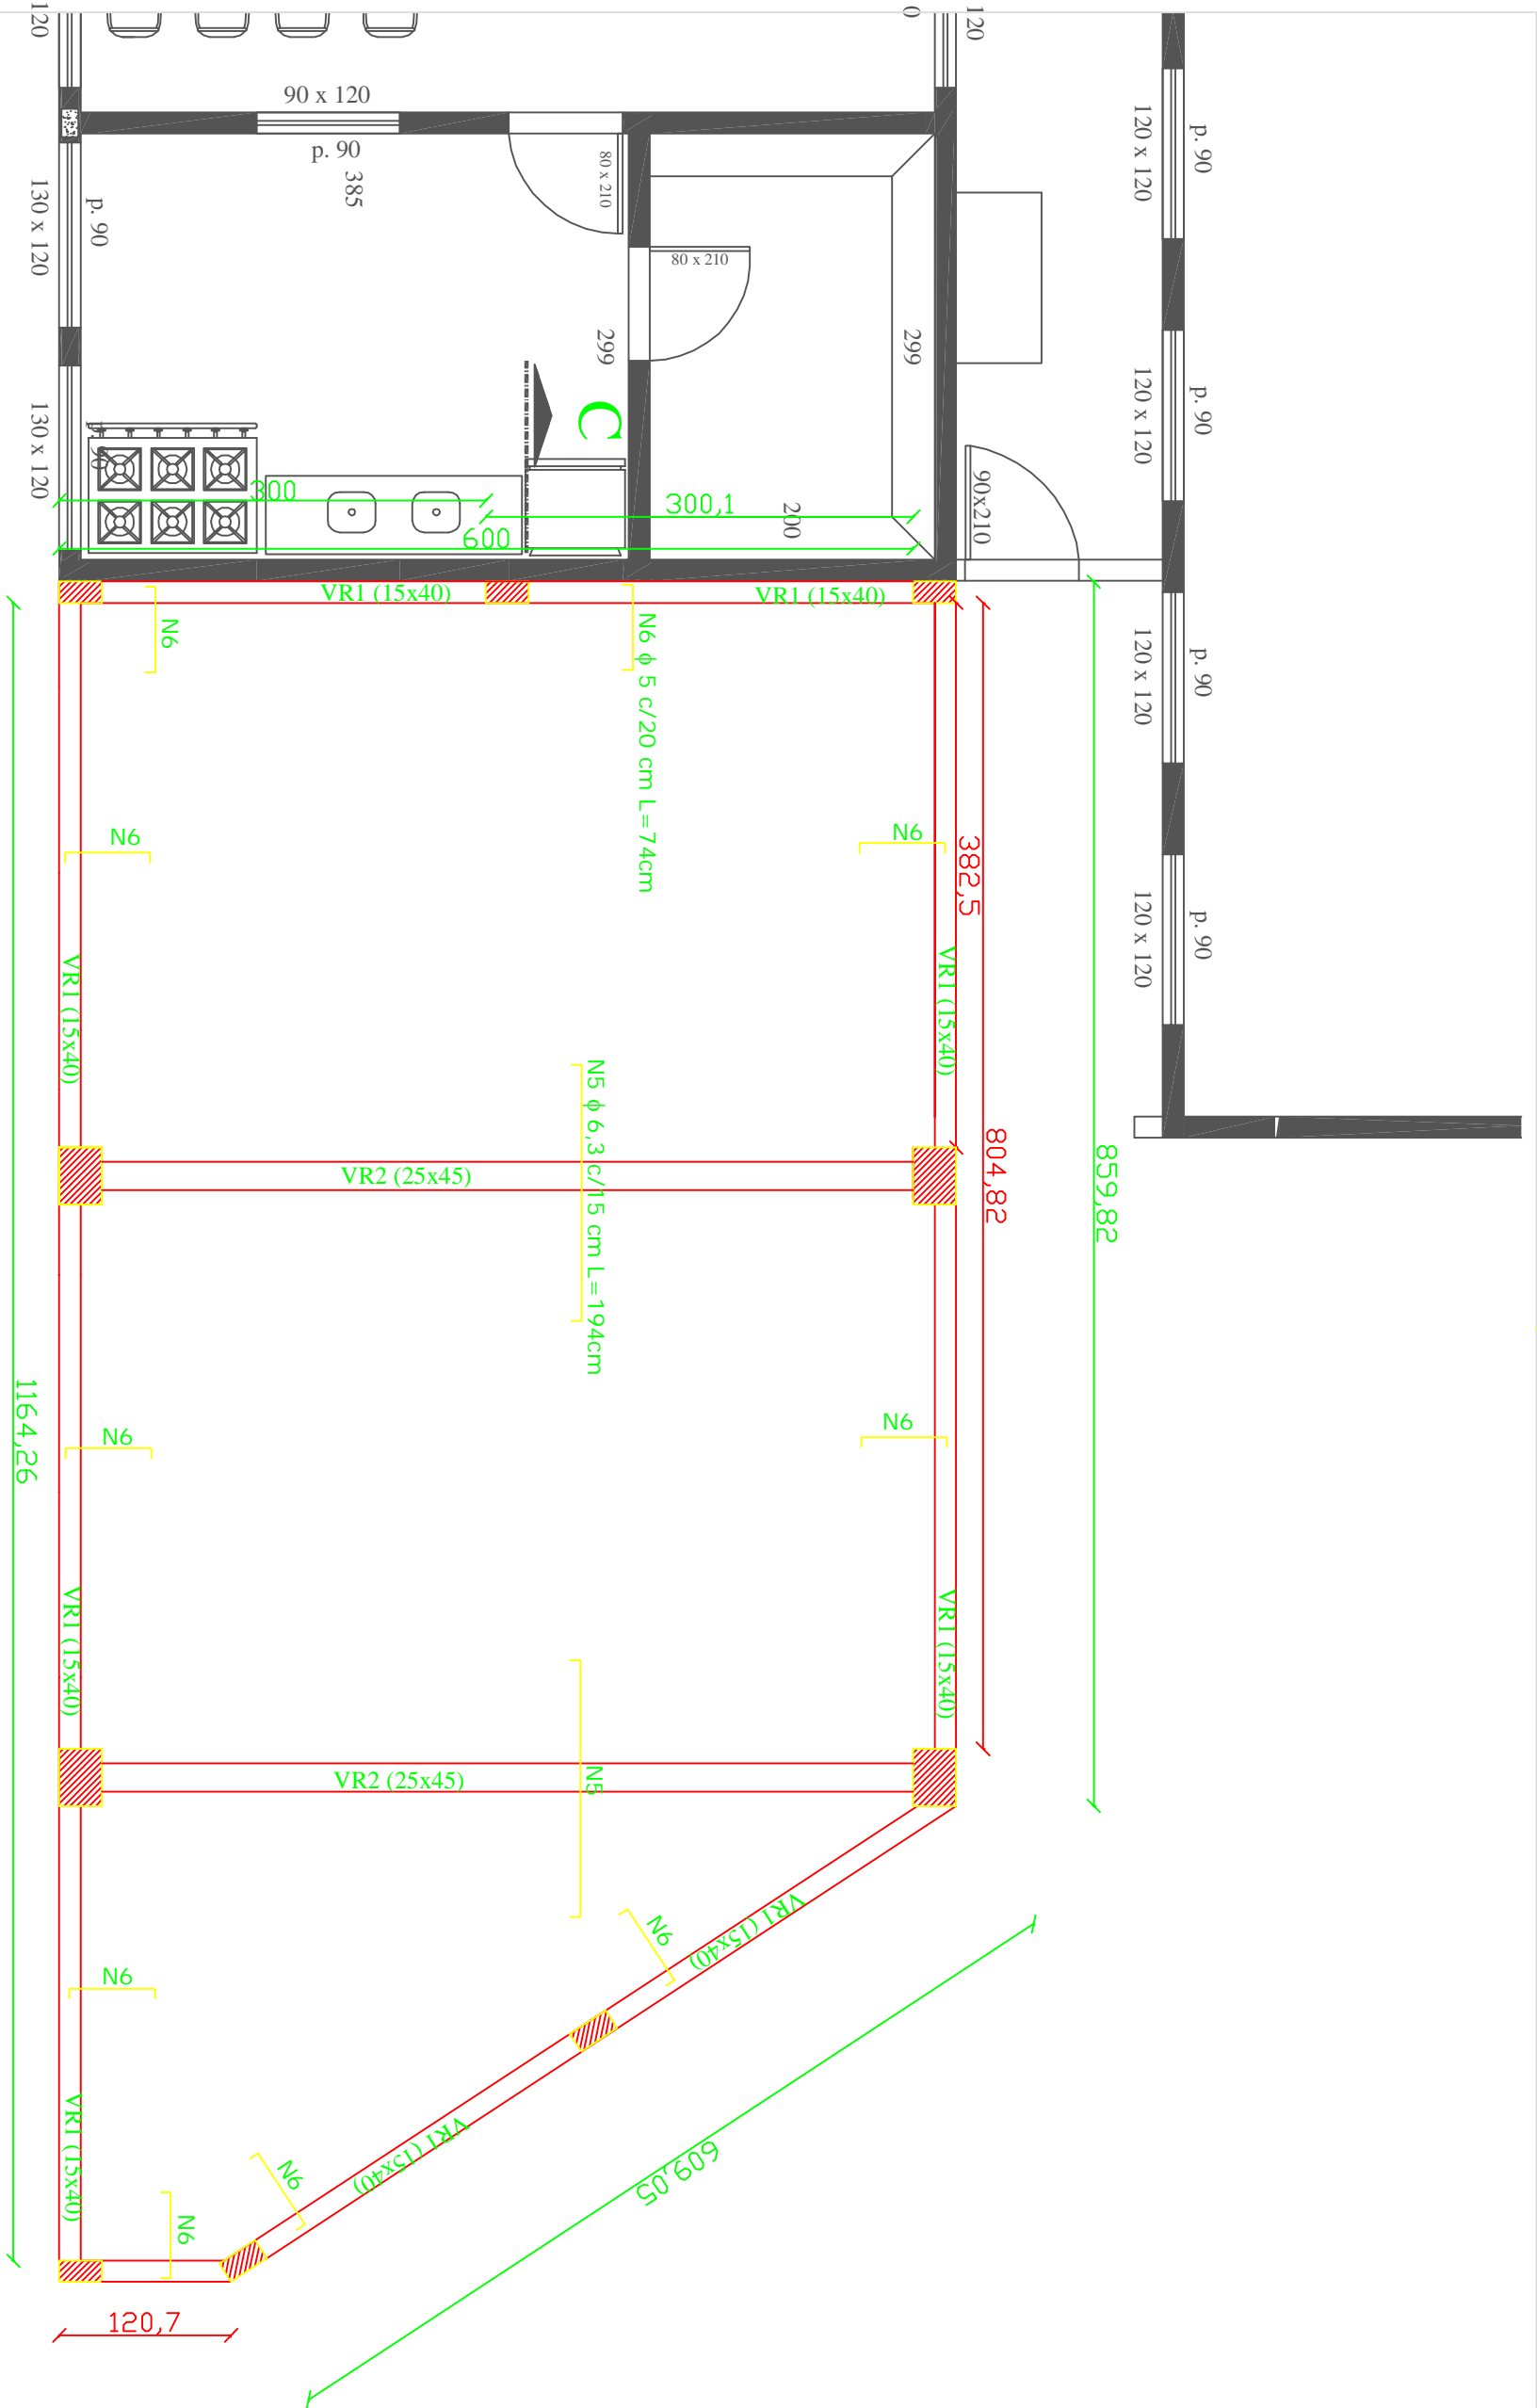 120
0
120
90 x 120
p. 90
385
80 x 210
p. 90
130 x 120
80 x 210
299
299
120 x 120
p. 90
120 x 120
p. 90
C
130 x 120
300
300,1
600
200
90x210
VR1 (15x40)
VR1 (15x40)
N6
N6 ϕ 5 c/20 cm L=74cm
120 x 120
p. 90
N6
N6
382,5
120 x 120
p. 90
VR1 (15x40)
VR1 (15x40)
N5 ϕ 6,3 c/15 cm L=194cm
VR2 (25x45)
804,82
859,82
1164,26
N6
N6
VR1 (15x40)
VR1 (15x40)
VR2 (25x45)
N5
VR1 (15x40)
N6
N6
VR1 (15x40)
VR1 (15x40)
609,05
N6
N6
120,7